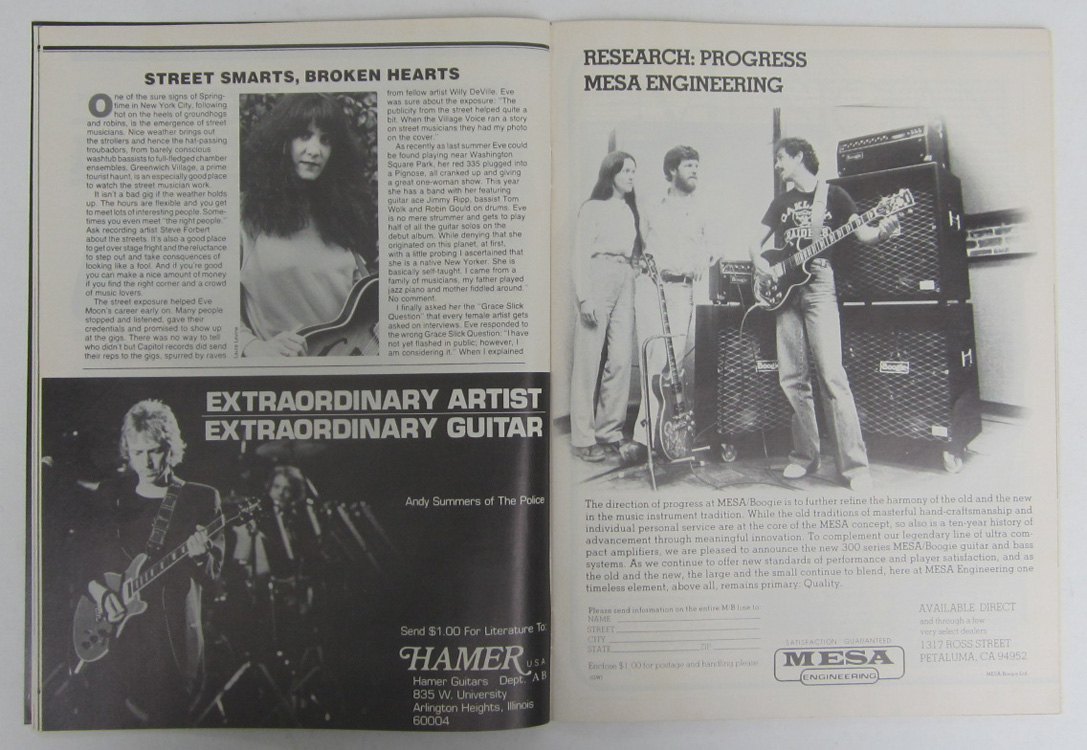 STREET SMARTS, BROKEN HEARTS
One of the sure signs of Spring-
time in New York City, following
hot on the heels of groundhogs
and robins, is the emergence of street
musicians. Nice weather brings out
the strollers and hence the hat-passing
troubadors, from barely conscious
washtub bassists to full-fledged chamber
ensembles. Greenwich Village, a prime
tourist haunt, is an especially good place
to watch the street musician work.
It isn't a bad gig if the weather holds
up. The hours are flexible and you get
to meet lots of interesting people. Some-
times you even meet "the right people."
Ask recording artist Steve Forbert
about the streets. It's also a good place
to get over stage fright and the reluctance
to step out and take consquences of
looking like a fool. And if you're good
you can make a nice amount of money
if you find the right corner and a crowd
of music lovers.
The street exposure helped Eve
Moon's career early on. Many people
stopped and listened, gave their
credentials and promised to show up
at the gigs. There was no way to tell
who didn't but Capitol records did send
their reps to the gigs, spurred by raves
from fellow artist Willy DeVille. Eve
was sure about the exposure: "The
publicity from the street helped quite a
bit. When the Village Voice ran a story
on street musicians they had my photo
on the cover."
As recently as last summer Eve could
be found playing near Washington
Square Park, her red 335 plugged into
a Pignose, all cranked up and giving
a great one-woman show. This year
she has a band with her featuring
guitar ace Jimmy Ripp, bassist Tom
Wolk and Robin Gould on drums. Eve
is no mere strummer and gets to play
half of all the guitar solos on the
debut album. While denying that she
originated on this planet, at first,
with a little probing I ascertained that
she is a native New Yorker. She is
basically self-taught. I came from a
family of musicians, my father played
jazz piano and mother fiddled around."
No comment.
I finally asked her the "Grace Slick
Question" that every female artist gets
asked on interviews. Eve responded to
the wrong Grace Slick Question: "I have
not yet flashed in public; however, I
am considering it." When I explained
EXTRAORDINARY ARTIST
EXTRAORDINARY GUITAR
Andy Summers of The Police
Send $1.00 For Literature To:
HAMER USA
Hamer Guitars Dept. AB
835 W. University
Arlington Heights, Illinois
60004
RESEARCH: PROGRESS
MESA ENGINEERING
OAKLAND
RAIDERS
Boogie
Boogie
Boogie
The direction of progress at MESA/Boogie is to further refine the harmony of the old and the new
in the music instrument tradition. While the old traditions of masterful hand-craftsmanship and
individual personal service are at the core of the MESA concept, so also is a ten-year history of
advancement through meaningful innovation. To complement our legendary line of ultra com-
pact amplifiers, we are pleased to announce the new 300 series MESA/Boogie guitar and bass
systems. As we continue to offer new standards of performance and player satisfaction, and as
the old and the new, the large and the small continue to blend, here at MESA Engineering one
timeless element, above all, remains primary: Quality.
Please send information on the entire M/B line to:
NAME
STREET
CITY
STATE ZIP
Enclose $1.00 for postage and handling please.
SATISFACTION GUARANTEED
MESA
ENGINEERING
AVAILABLE DIRECT
and through a few
very select dealers
1317 ROSS STREET
PETALUMA, CA 94952
MESA/Boogie Ltd.